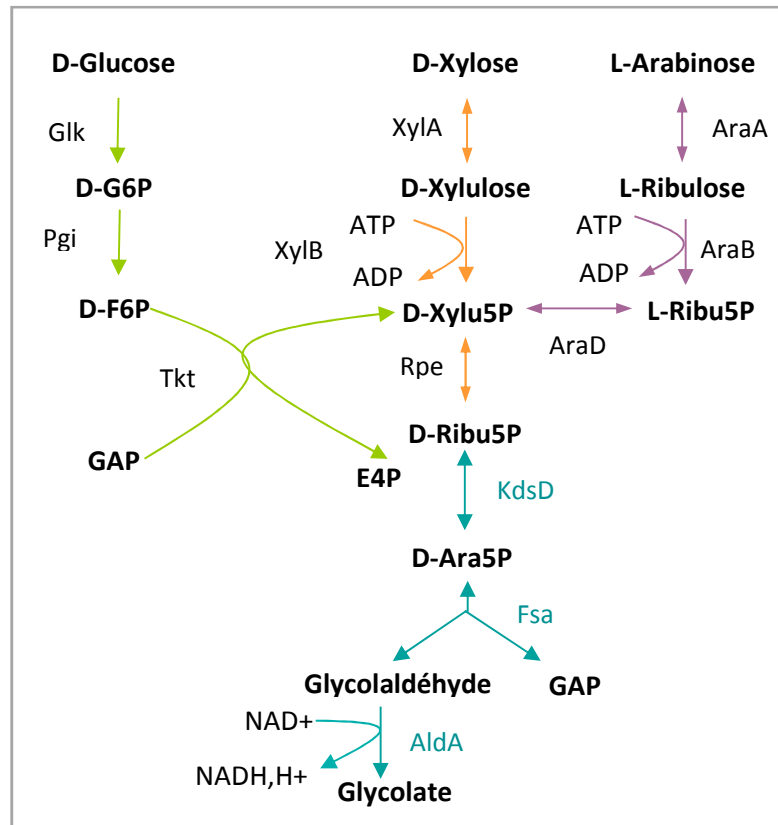 D-Glucose D-Xylose L-Arabinose
Glk XylA AraA
D-G6P D-Xylulose L-Ribulose
Pgi XylB ATP ATP AraB
ADP ADP
D-F6P D-Xylu5P L-Ribu5P
AraD
Tkt Rpe
GAP E4P D-Ribu5P
KdsD
D-Ara5P
Fsa
Glycolaldéhyde GAP
NAD+
AldA
NADH,H+
Glycolate